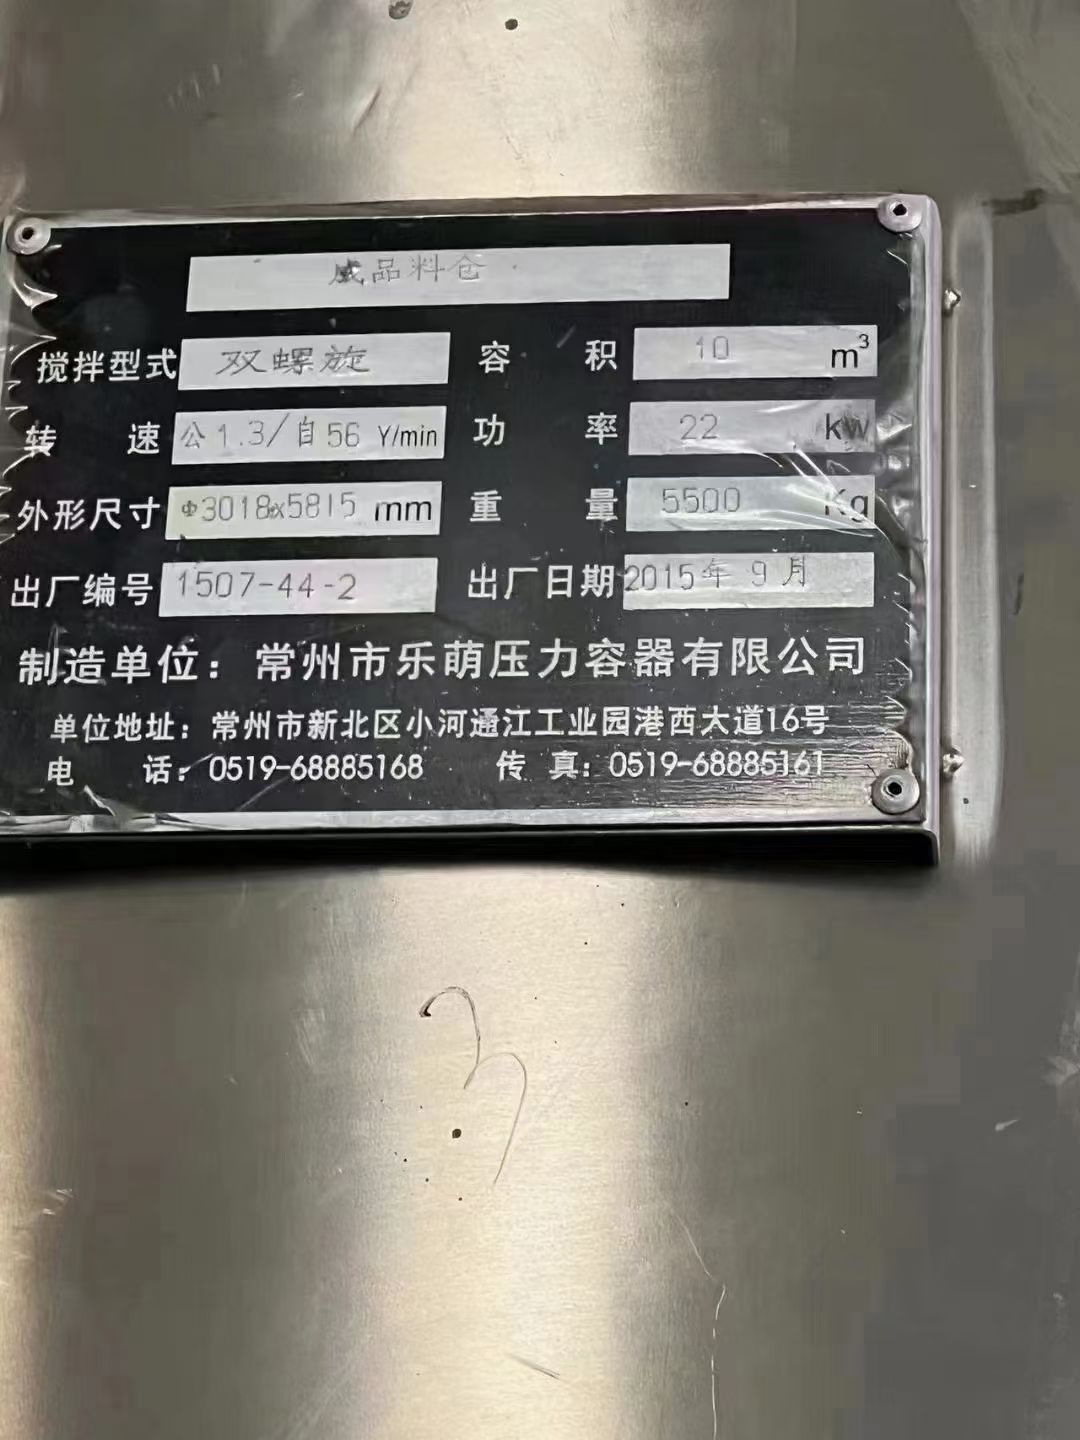 成品料仓
搅拌型式 双螺旋 容 积 10 m³
转 速 公1.3/自56 Y/min 功 率 22 kw
外形尺寸 Φ3018x5815 mm 重 量 5500 Kg
出厂编号 1507-44-2 出厂日期 2015年9月
制造单位：常州市乐萌压力容器有限公司
单位地址：常州市新北区小河通江工业园港西大道16号
电 话：0519-68885168 传 真：0519-68885161
3